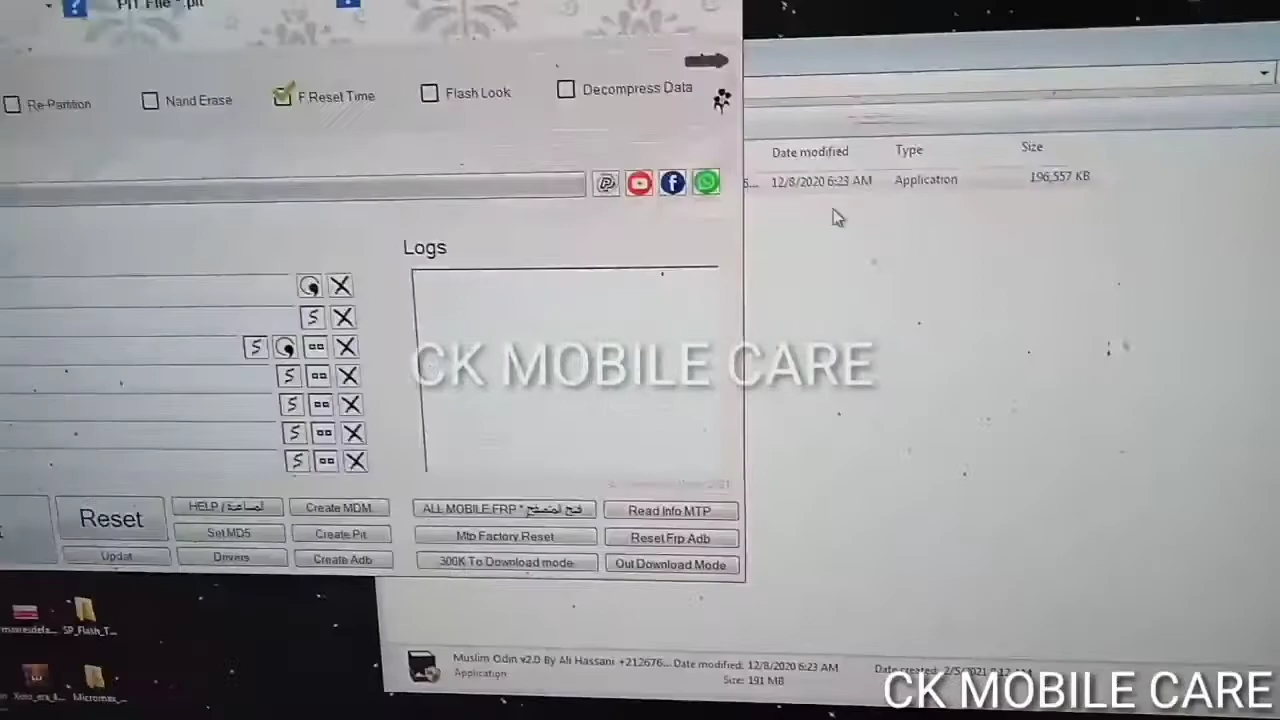 PIT File *.pit
Re-Partition
Nand Erase
F Reset Time
Flash Look
Decompress Data
Date modified
Type
Size
12/8/2020 6:23 AM
Application
196,557 KB
Logs
CK MOBILE CARE
Reset
HELP / المساعدة
Create MDM
Set MD5
Create Pit
Updat
Drivers
Create Adb
ALL MOBILE FRP * فتح المتصفح
Read Info MTP
Mtp Factory Reset
Reset Frp Adb
300K To Download mode
Out Download Mode
SP_Flash_T...
Micromax_...
Muslim Odin v2.0 By Ali Hassani +212676...
Date modified: 12/8/2020 6:23 AM
Application
Size: 191 MB
CK MOBILE CARE